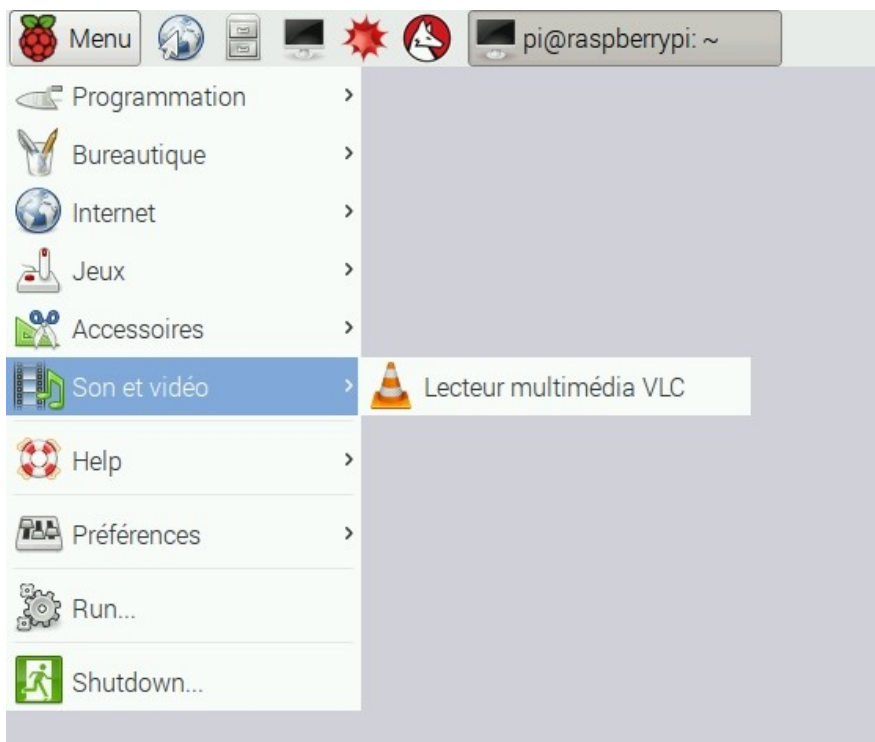 Menu
pi@raspberrypi: ~
Programmation
Bureautique
Internet
Jeux
Accessoires
Son et vidéo
Lecteur multimédia VLC
Help
Préférences
Run...
Shutdown...